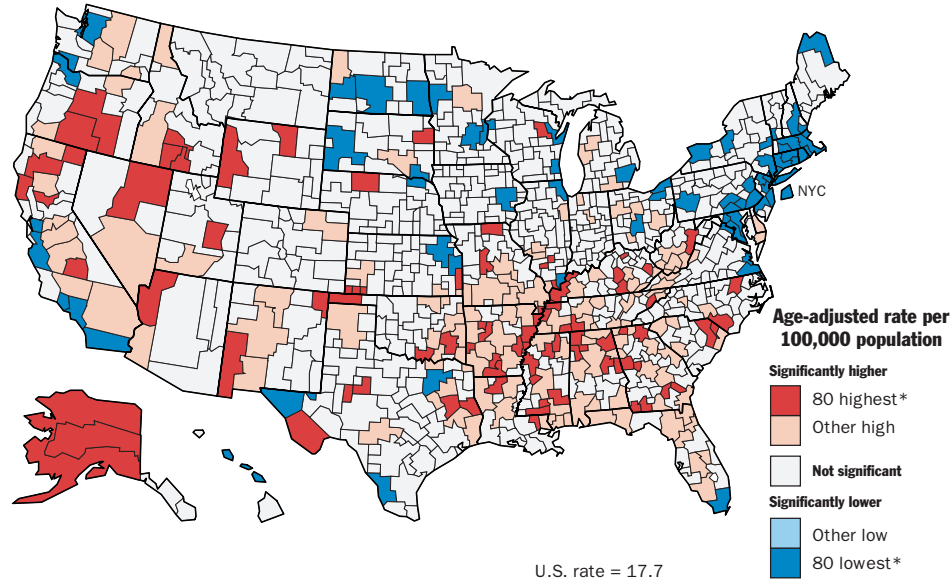 NYC
Age-adjusted rate per
100,000 population
Significantly higher
80 highest*
Other high
Not significant
Significantly lower
Other low
80 lowest*
U.S. rate = 17.7